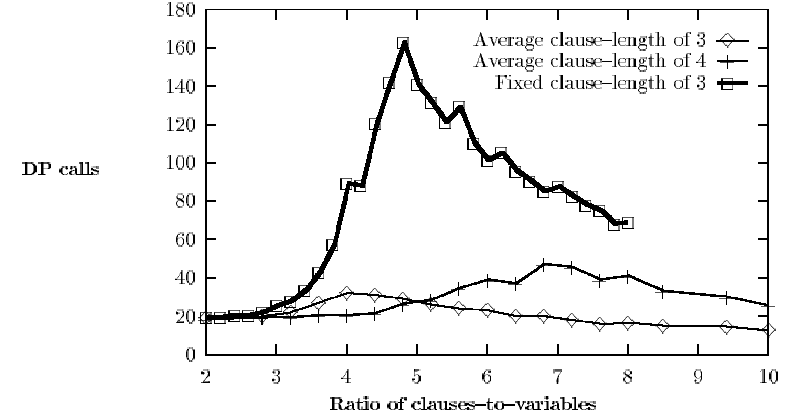 180
160
140
120
100
80
60
40
20
0
DP calls
Average clause–length of 3
Average clause–length of 4
Fixed clause–length of 3
2 3 4 5 6 7 8 9 10
Ratio of clauses–to–variables